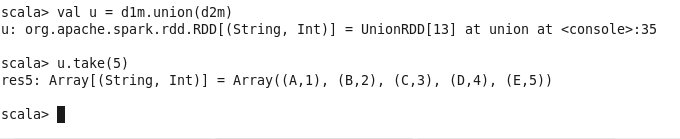 scala> val u = d1m.union(d2m)
u: org.apache.spark.rdd.RDD[(String, Int)] = UnionRDD[13] at union at <console>:35
scala> u.take(5)
res5: Array[(String, Int)] = Array((A,1), (B,2), (C,3), (D,4), (E,5))
scala>